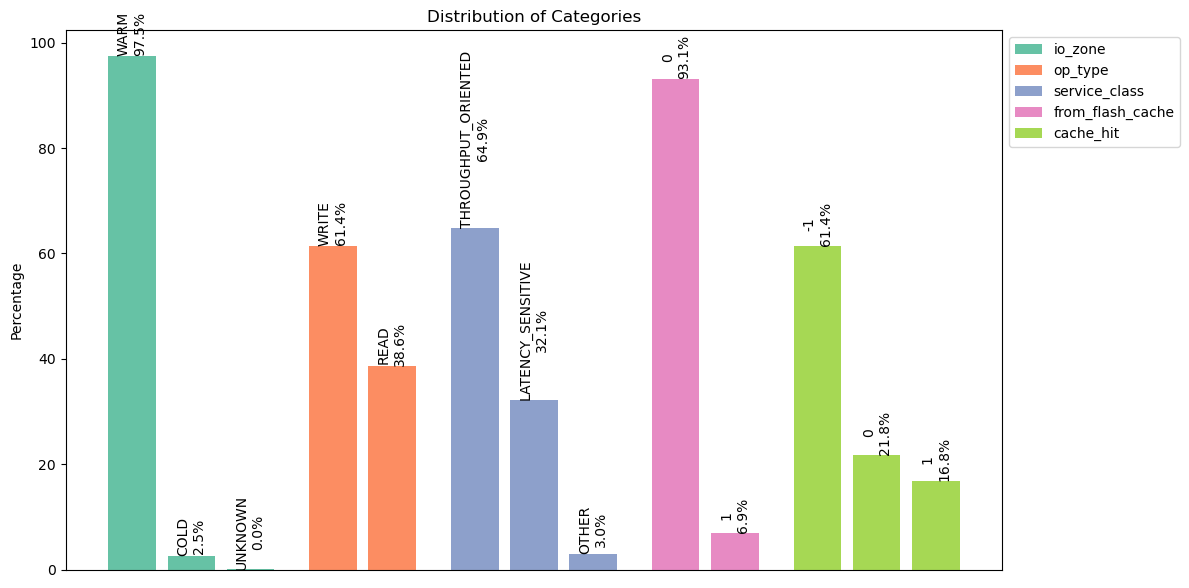 Distribution of Categories
Percentage
100
80
60
40
20
0
WARM
97.5%
COLD
2.5%
UNKNOWN
0.0%
WRITE
61.4%
READ
38.6%
THROUGHPUT_ORIENTED
64.9%
LATENCY_SENSITIVE
32.1%
OTHER
3.0%
0
93.1%
1
6.9%
-1
61.4%
0
21.8%
1
16.8%
io_zone
op_type
service_class
from_flash_cache
cache_hit